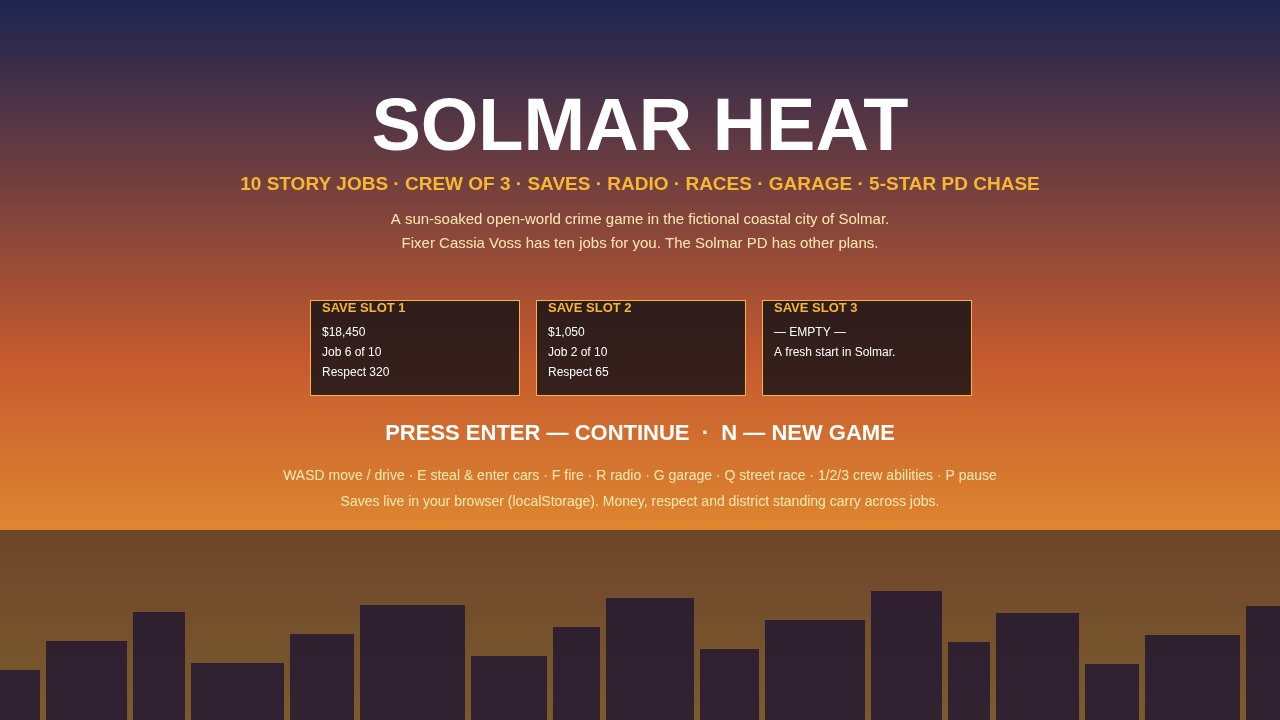 SOLMAR HEAT
10 STORY JOBS · CREW OF 3 · SAVES · RADIO · RACES · GARAGE · 5-STAR PD CHASE
A sun-soaked open-world crime game in the fictional coastal city of Solmar.
Fixer Cassia Voss has ten jobs for you. The Solmar PD has other plans.
SAVE SLOT 1
$18,450
Job 6 of 10
Respect 320
SAVE SLOT 2
$1,050
Job 2 of 10
Respect 65
SAVE SLOT 3
— EMPTY —
A fresh start in Solmar.
PRESS ENTER — CONTINUE · N — NEW GAME
WASD move / drive · E steal & enter cars · F fire · R radio · G garage · Q street race · 1/2/3 crew abilities · P pause
Saves live in your browser (localStorage). Money, respect and district standing carry across jobs.